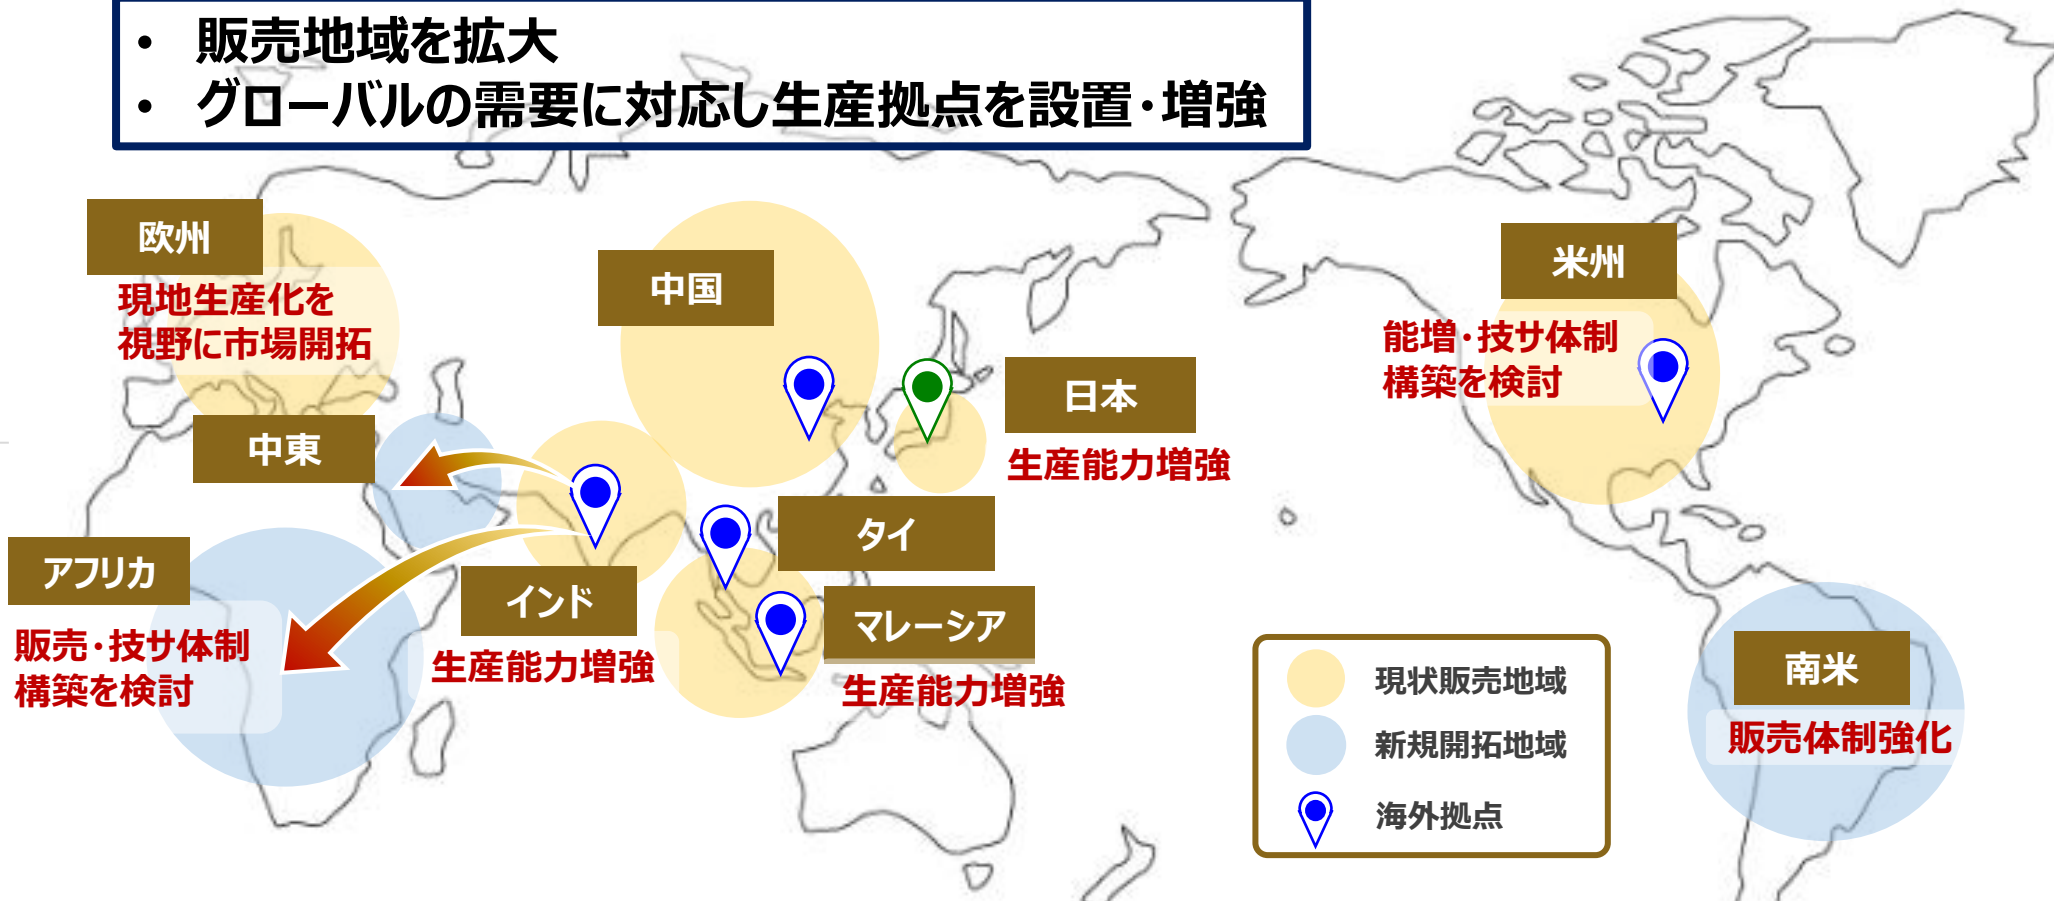 • 販売地域を拡大
• グローバルの需要に対応し生産拠点を設置・増強
欧州
現地生産化を
視野に市場開拓
中国
米州
能増・技サ体制
構築を検討
日本
生産能力増強
中東
タイ
アフリカ
販売・技サ体制
構築を検討
インド
生産能力増強
マレーシア
生産能力増強
南米
販売体制強化
現状販売地域
新規開拓地域
海外拠点